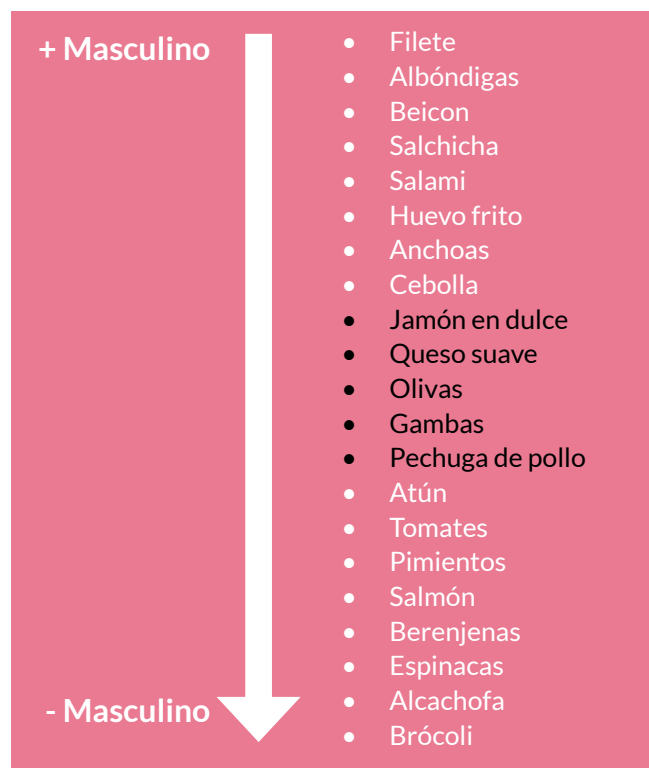 + Masculino
• Filete
• Albóndigas
• Beicon
• Salchicha
• Salami
• Huevo frito
• Anchoas
• Cebolla
• Jamón en dulce
• Queso suave
• Olivas
• Gambas
• Pechuga de pollo
• Atún
• Tomates
• Pimientos
• Salmón
• Berenjenas
• Espinacas
• Alcachofa
• Brócoli
- Masculino